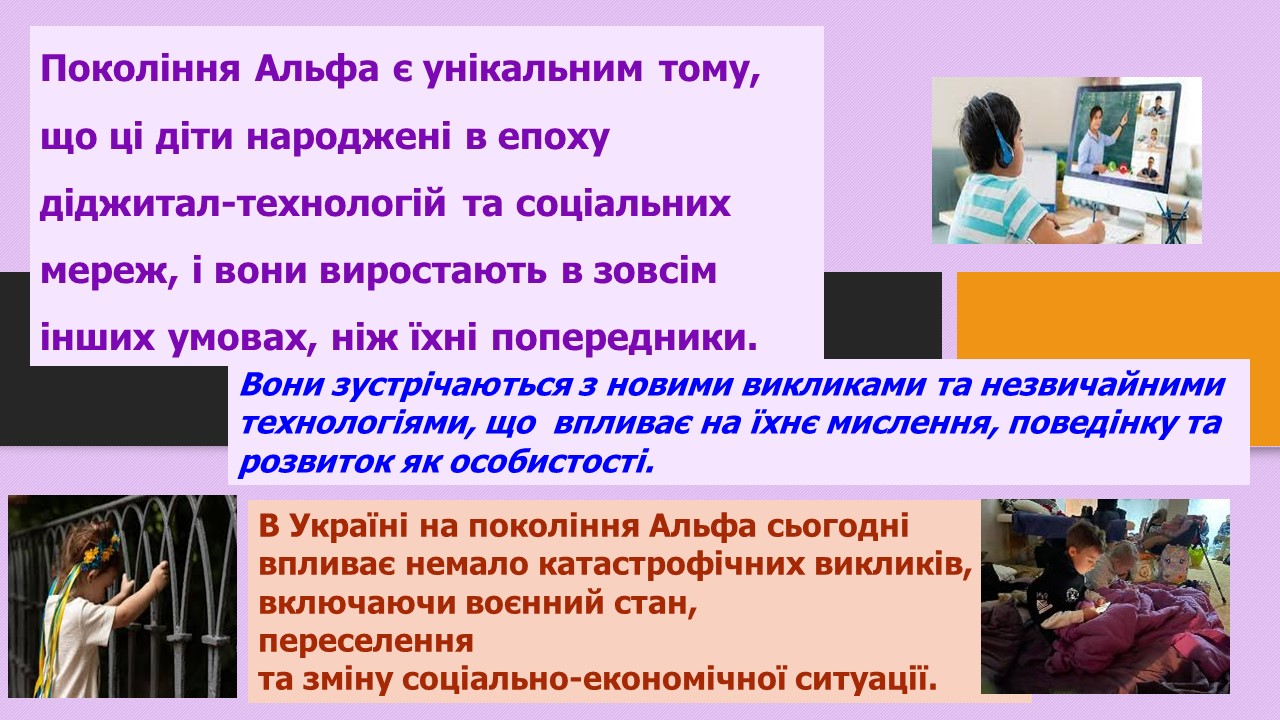 Покоління Альфа є унікальним тому,
що ці діти народжені в епоху
діджитал-технологій та соціальних
мереж, і вони виростають в зовсім
інших умовах, ніж їхні попередники.
Вони зустрічаються з новими викликами та незвичайними
технологіями, що  впливає на їхнє мислення, поведінку та
розвиток як особистості.
В Україні на покоління Альфа сьогодні
впливає немало катастрофічних викликів,
включаючи воєнний стан,
переселення
та зміну соціально-економічної ситуації.